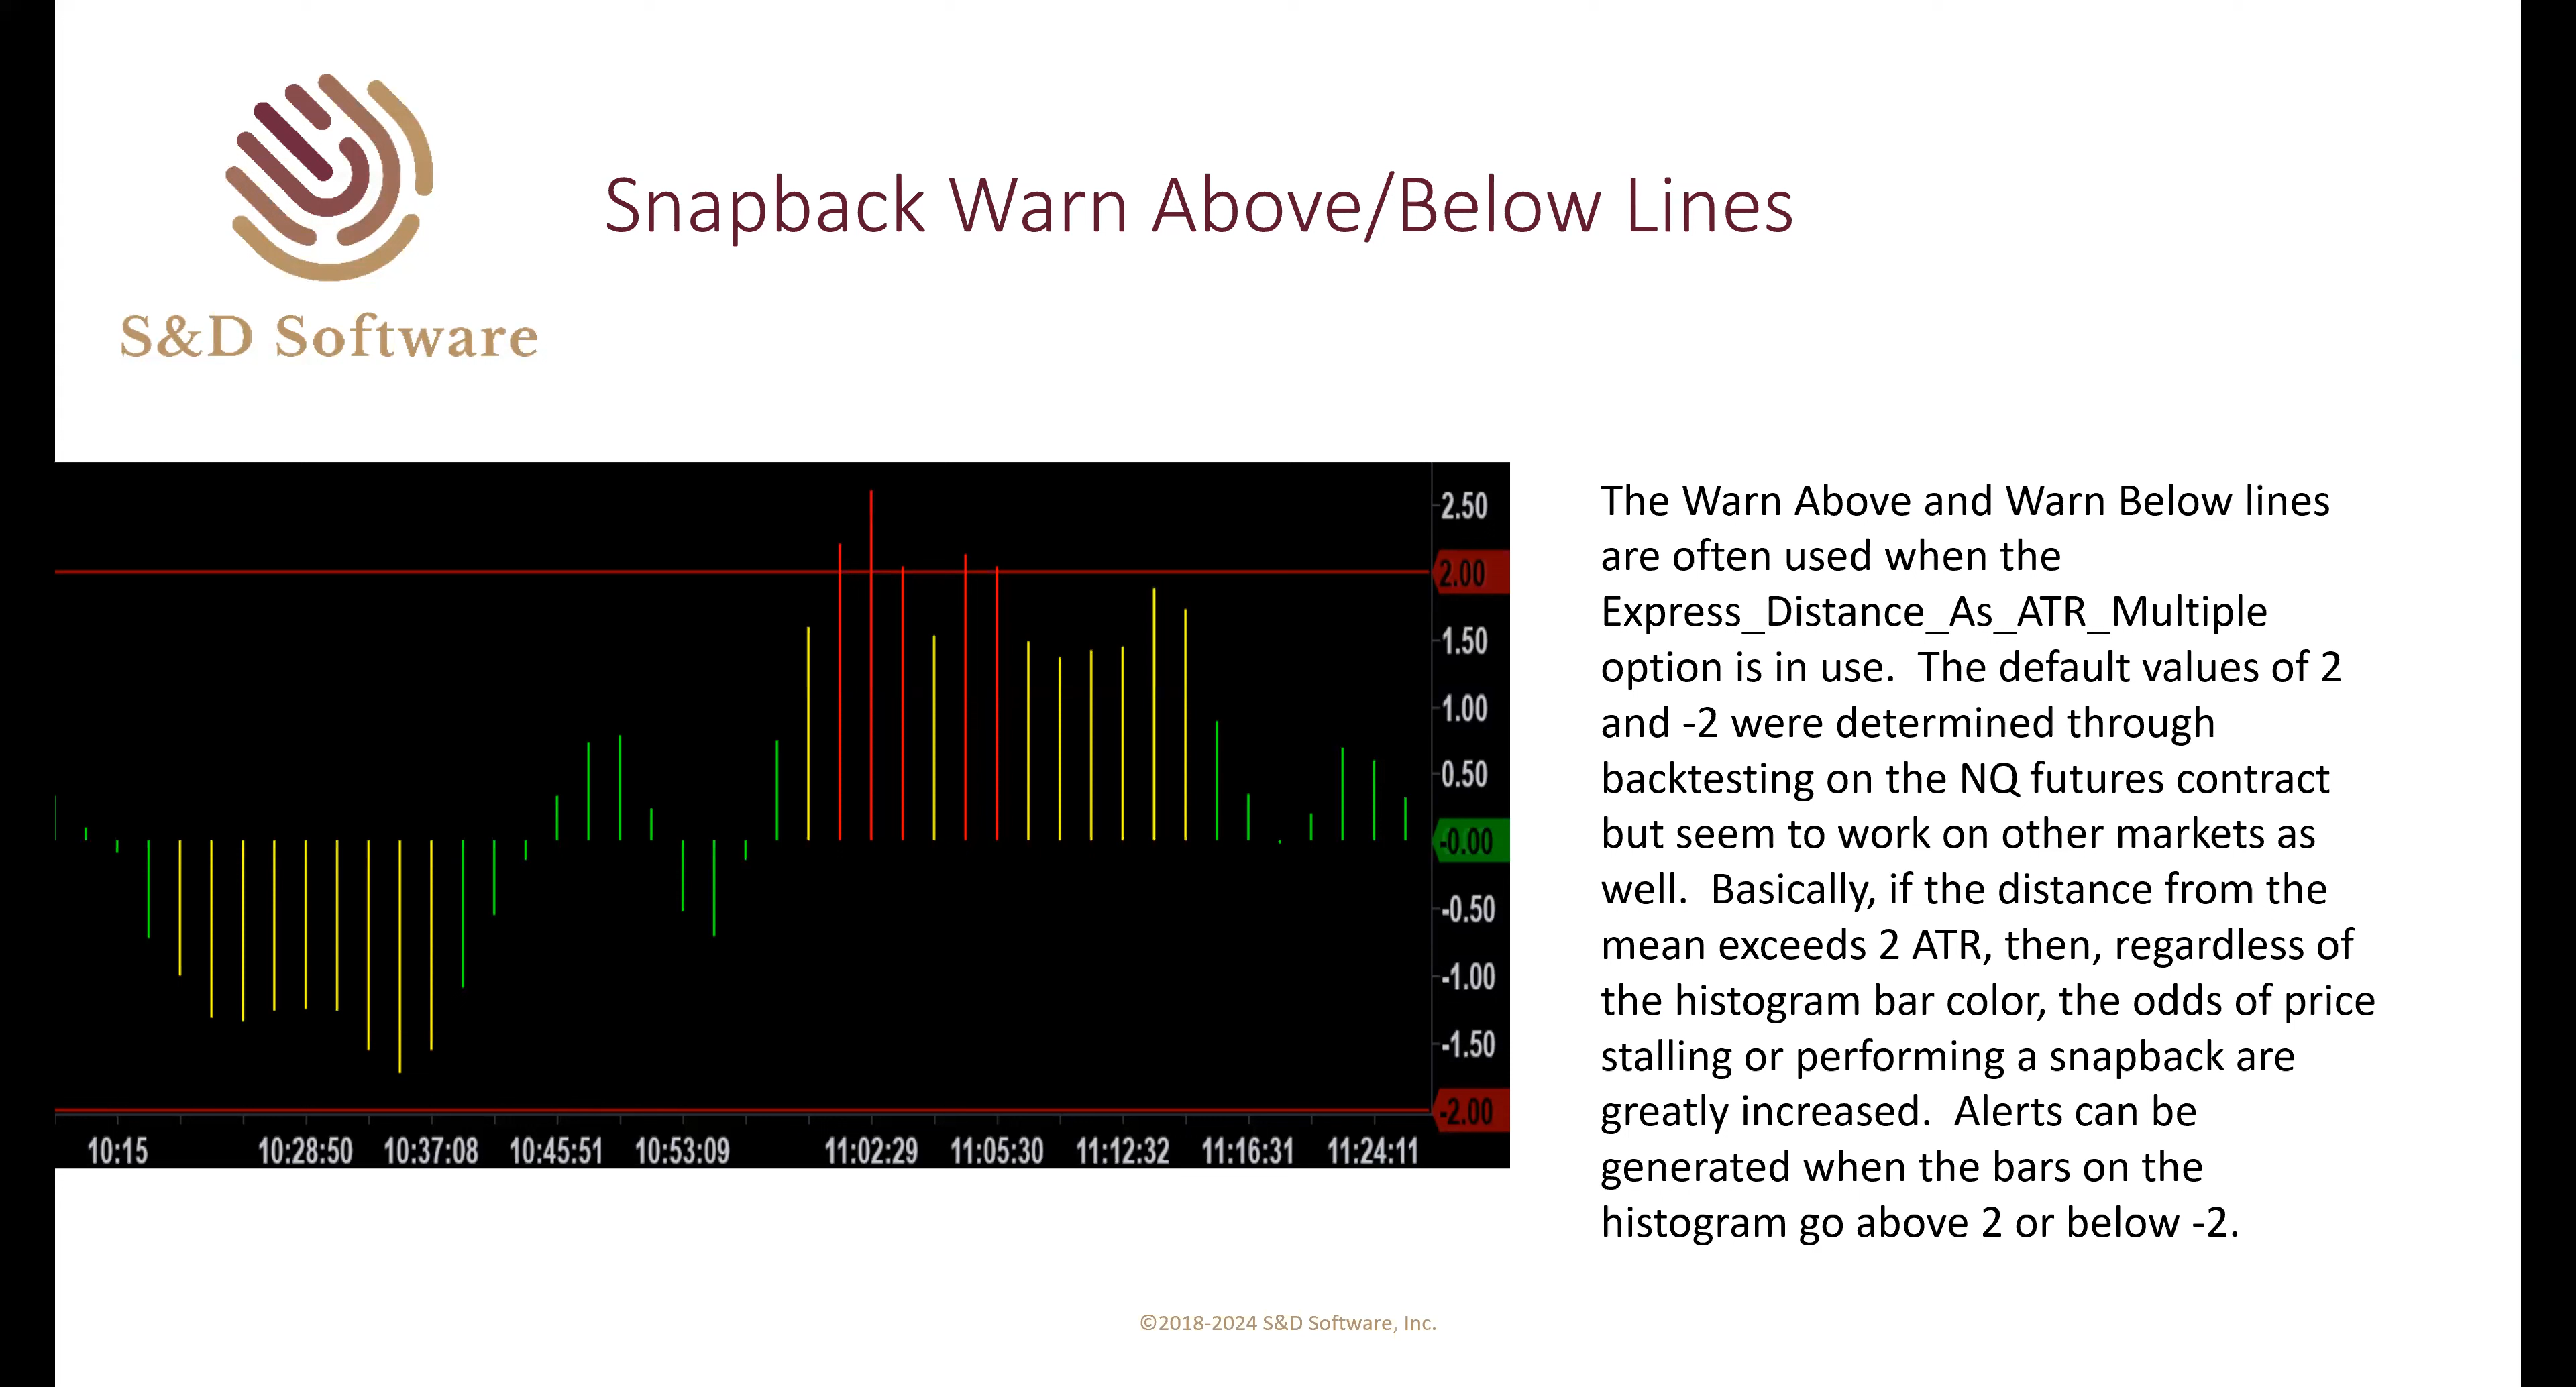 S&D Software
Snapback Warn Above/Below Lines
2.50
2.00
1.50
1.00
0.50
-0.00
-0.50
-1.00
-1.50
-2.00
10:15 10:28:50 10:37:08 10:45:51 10:53:09 11:02:29 11:05:30 11:12:32 11:16:31 11:24:11
The Warn Above and Warn Below lines
are often used when the
Express_Distance_As_ATR_Multiple
option is in use.  The default values of 2
and -2 were determined through
backtesting on the NQ futures contract
but seem to work on other markets as
well.  Basically, if the distance from the
mean exceeds 2 ATR, then, regardless of
the histogram bar color, the odds of price
stalling or performing a snapback are
greatly increased.  Alerts can be
generated when the bars on the
histogram go above 2 or below -2.
©2018-2024 S&D Software, Inc.